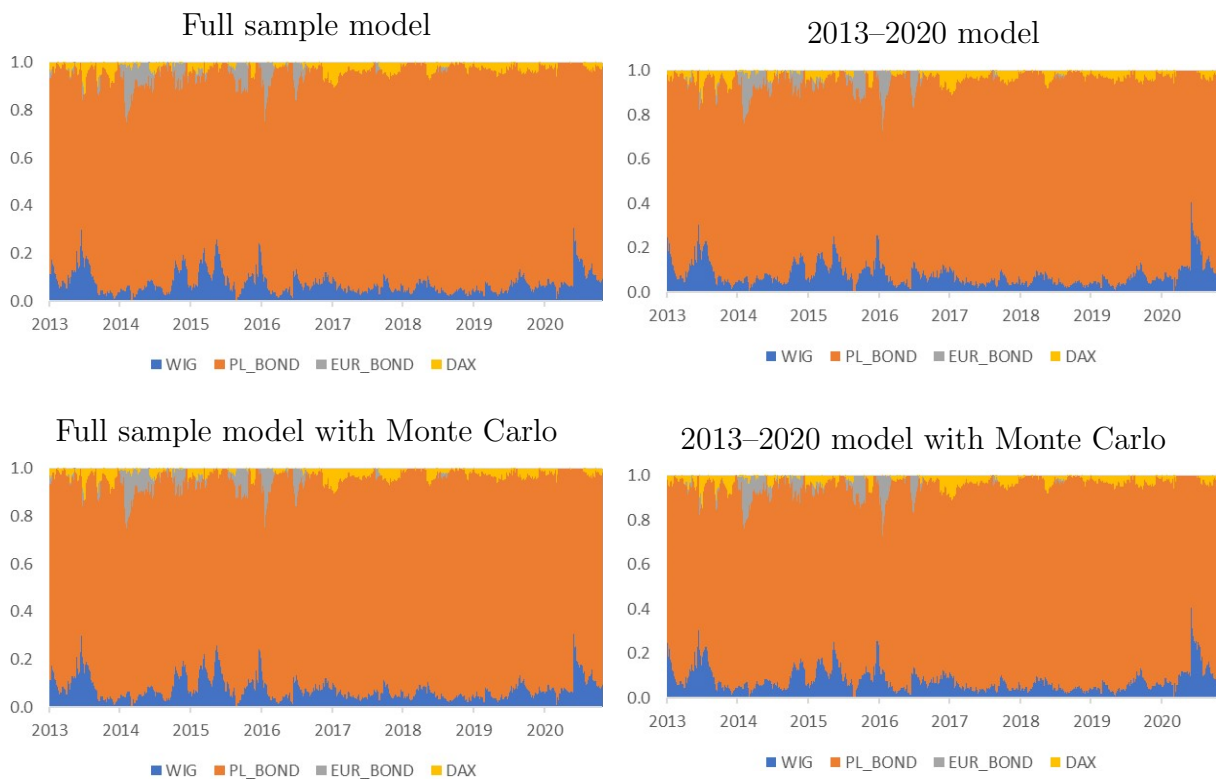 Full sample model
1.0
0.8
0.6
0.4
0.2
0.0
2013 2014 2015 2016 2017 2018 2019 2020
WIG PL_BOND EUR_BOND DAX
2013–2020 model
1.0
0.8
0.6
0.4
0.2
0.0
2013 2014 2015 2016 2017 2018 2019 2020
WIG PL_BOND EUR_BOND DAX
Full sample model with Monte Carlo
1.0
0.8
0.6
0.4
0.2
0.0
2013 2014 2015 2016 2017 2018 2019 2020
WIG PL_BOND EUR_BOND DAX
2013–2020 model with Monte Carlo
1.0
0.8
0.6
0.4
0.2
0.0
2013 2014 2015 2016 2017 2018 2019 2020
WIG PL_BOND EUR_BOND DAX